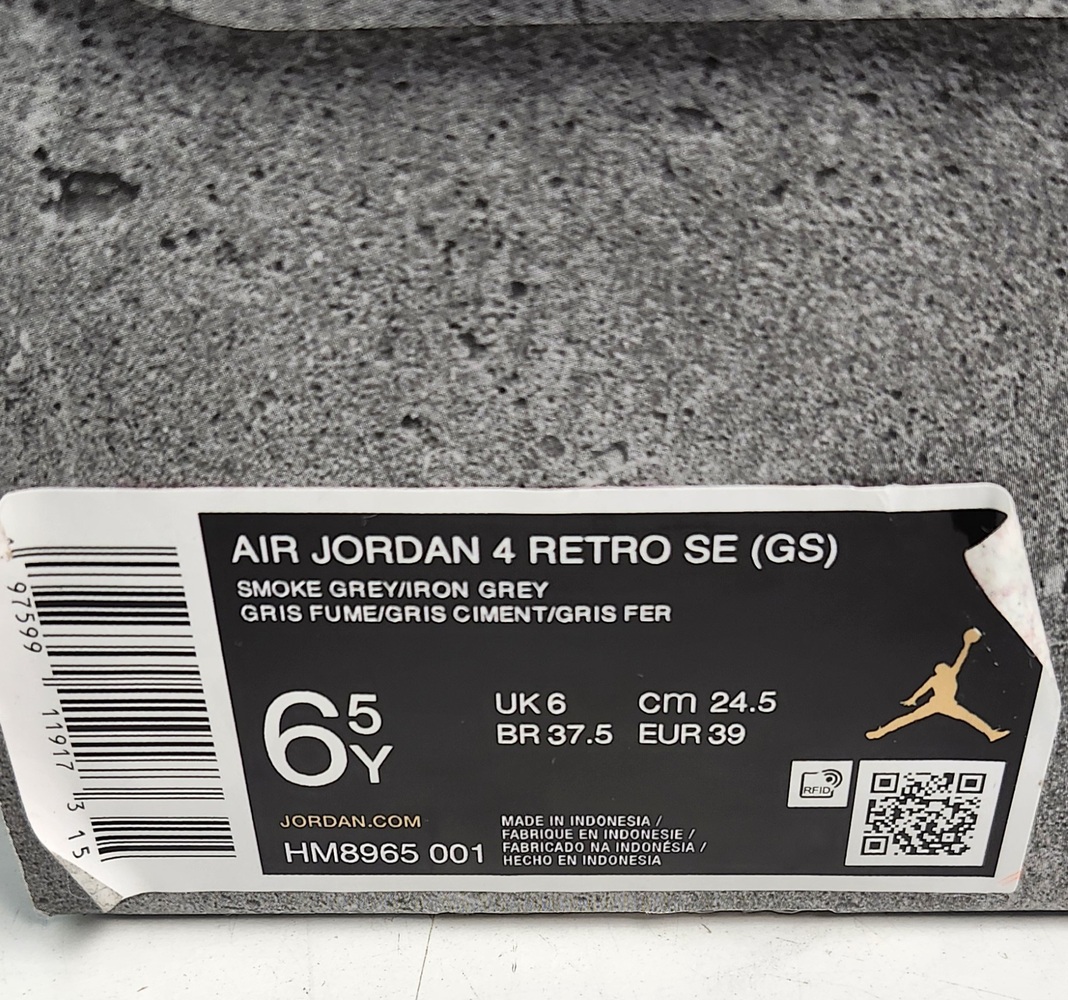 AIR JORDAN 4 RETRO SE (GS)
SMOKE GREY/IRON GREY
GRIS FUME/GRIS CIMENT/GRIS FER
6 5 Y
UK 6 cm 24.5
BR 37.5 EUR 39
RFID
JORDAN.COM
HM8965 001
MADE IN INDONESIA /
FABRIQUE EN INDONESIE /
FABRICADO NA INDONÉSIA /
HECHO EN INDONESIA
97599 11917 3 15